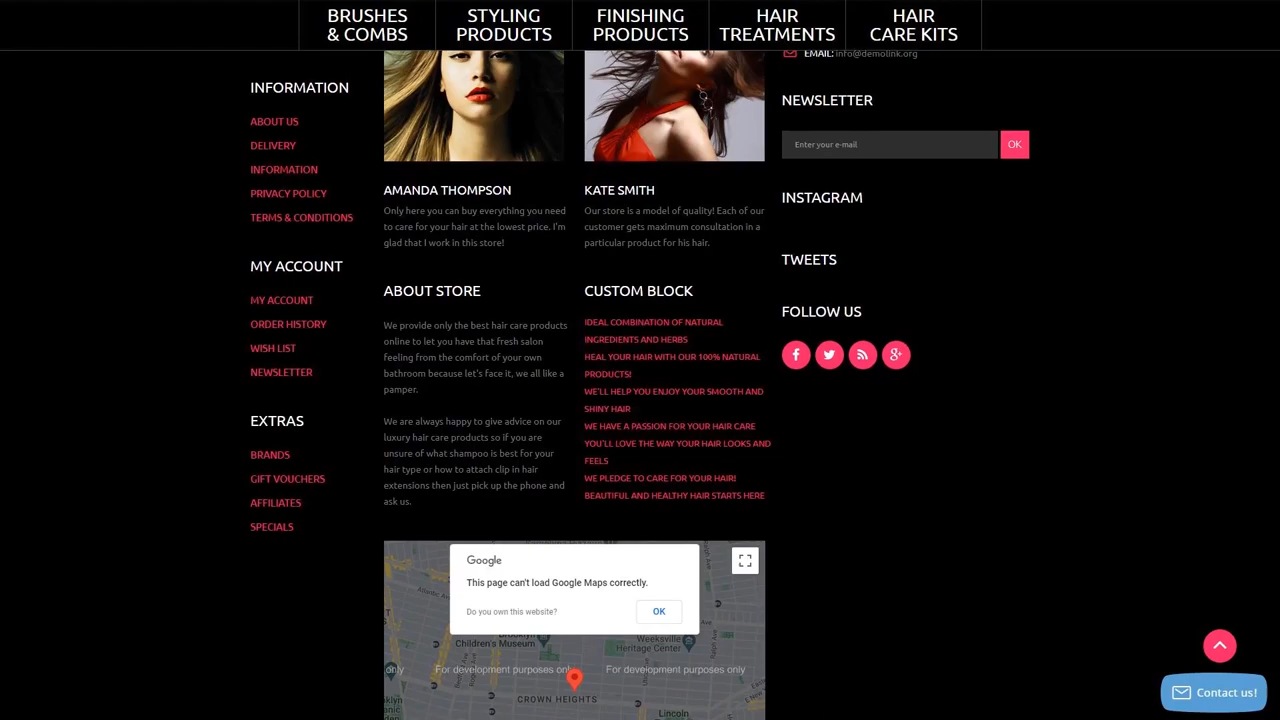 BRUSHES
& COMBS
STYLING
PRODUCTS
FINISHING
PRODUCTS
HAIR
TREATMENTS
HAIR
CARE KITS
INFORMATION
ABOUT US
DELIVERY
INFORMATION
PRIVACY POLICY
TERMS & CONDITIONS
MY ACCOUNT
MY ACCOUNT
ORDER HISTORY
WISH LIST
NEWSLETTER
EXTRAS
BRANDS
GIFT VOUCHERS
AFFILIATES
SPECIALS
AMANDA THOMPSON
Only here you can buy everything you need
to care for your hair at the lowest price. I'm
glad that I work in this store!
KATE SMITH
Our store is a model of quality! Each of our
customer gets maximum consultation in a
particular product for his hair.
ABOUT STORE
We provide only the best hair care products
online to let you have that fresh salon
feeling from the comfort of your own
bathroom because let's face it, we all like a
pamper.
We are always happy to give advice on our
luxury hair care products so if you are
unsure of what shampoo is best for your
hair type or how to attach clip in hair
extensions then just pick up the phone and
ask us.
CUSTOM BLOCK
IDEAL COMBINATION OF NATURAL
INGREDIENTS AND HERBS
HEAL YOUR HAIR WITH OUR 100% NATURAL
PRODUCTS!
WE'LL HELP YOU ENJOY YOUR SMOOTH AND
SHINY HAIR
WE HAVE A PASSION FOR YOUR HAIR CARE
YOU'LL LOVE THE WAY YOUR HAIR LOOKS AND
FEELS
WE PLEDGE TO CARE FOR YOUR HAIR!
BEAUTIFUL AND HEALTHY HAIR STARTS HERE
Google
This page can't load Google Maps correctly.
Do you own this website?
OK
Atlantic
Brooklyn
Children's Museum
Weeksville
Heritage Center
only
For development purposes only
For development purposes only
CROWN HEIGHTS
Lincoln
EMAIL: info@demolink.org
NEWSLETTER
Enter your e-mail
OK
INSTAGRAM
TWEETS
FOLLOW US
Contact us!